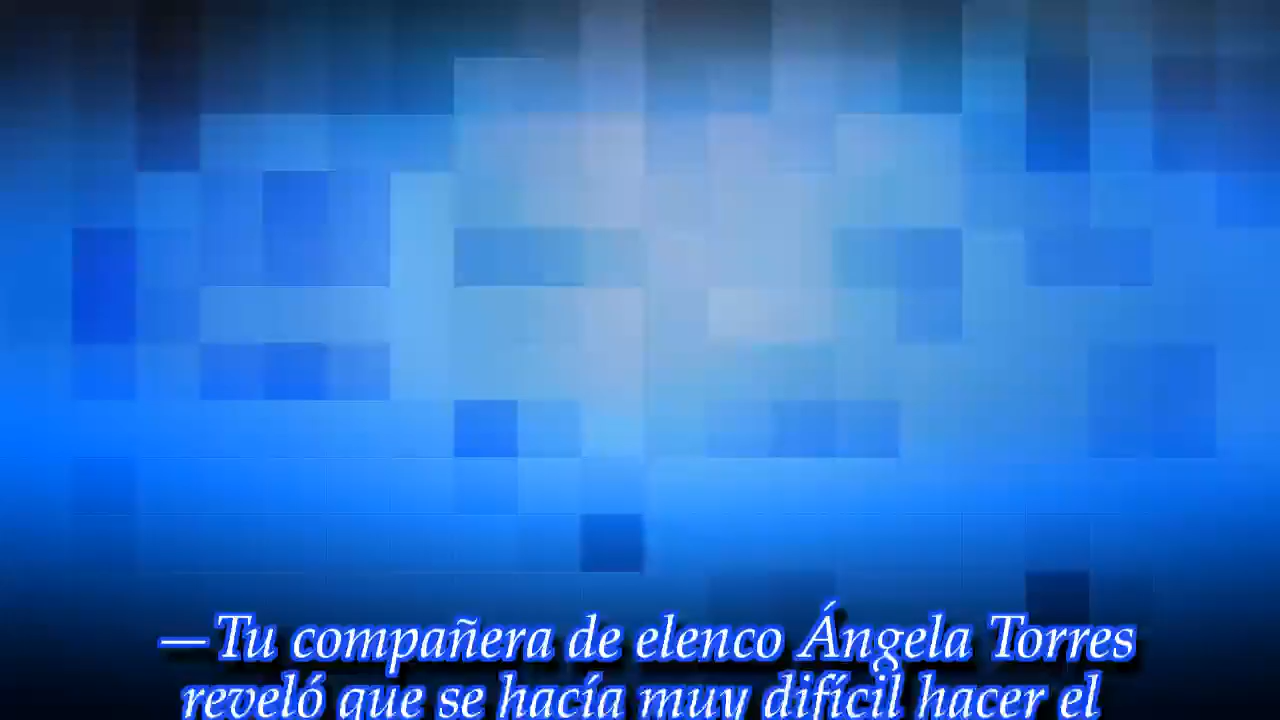 —Tu compañera de elenco Ángela Torres
reveló que se hacía muy difícil hacer el